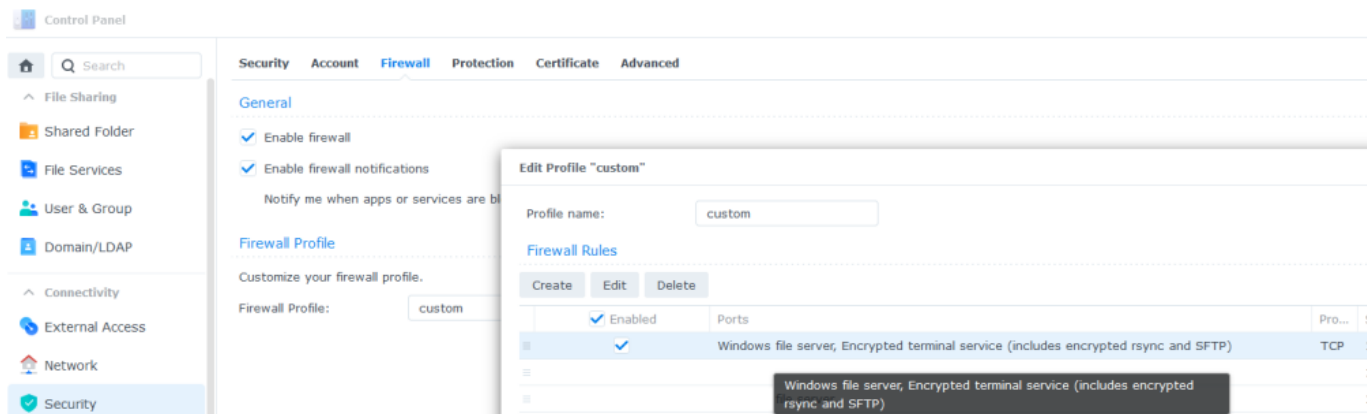 Control Panel
Search
Security Account Firewall Protection Certificate Advanced
File Sharing
General
Shared Folder
Enable firewall
File Services
Enable firewall notifications
Edit Profile "custom"
Notify me when apps or services are bl
User & Group
Profile name: custom
Domain/LDAP
Firewall Profile
Firewall Rules
Customize your firewall profile.
Create Edit Delete
Connectivity
Firewall Profile: custom
Enabled Ports Pro...
External Access
Windows file server, Encrypted terminal service (includes encrypted rsync and SFTP) TCP
Network
Windows file server, Encrypted terminal service (includes encrypted
rsync and SFTP)
Security